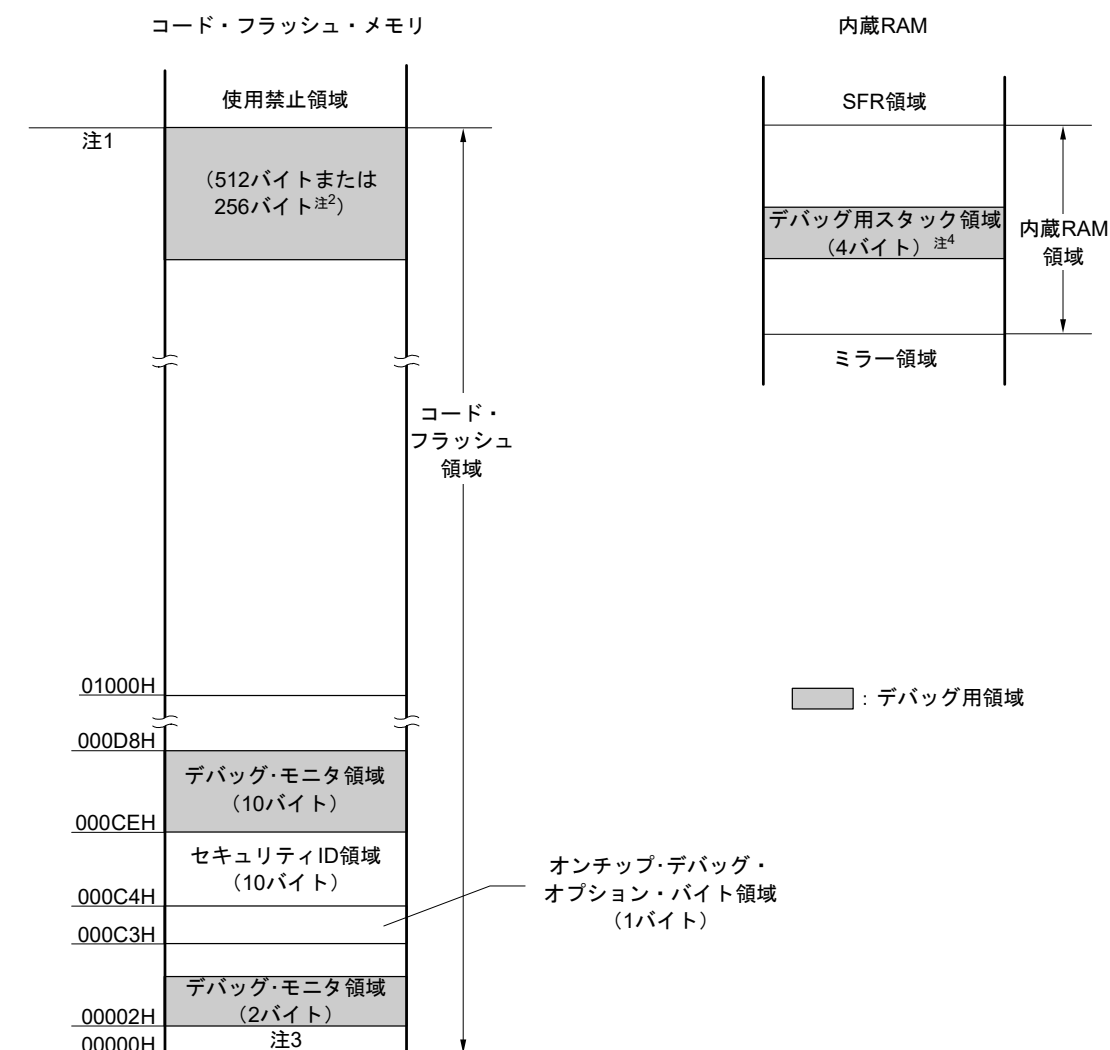 コード・フラッシュ・メモリ
使用禁止領域
注1
（512バイトまたは
256バイト注2）
コード・
フラッシュ
領域
01000H
000D8H
デバッグ･モニタ領域
（10バイト）
000CEH
セキュリティID領域
（10バイト）
000C4H
000C3H
オンチップ･デバッグ・
オプション・バイト領域
（1バイト）
デバッグ･モニタ領域
（2バイト）
00002H
注3
00000H
内蔵RAM
SFR領域
デバッグ用スタック領域
（4バイト）注4
内蔵RAM
領域
ミラー領域
：デバッグ用領域